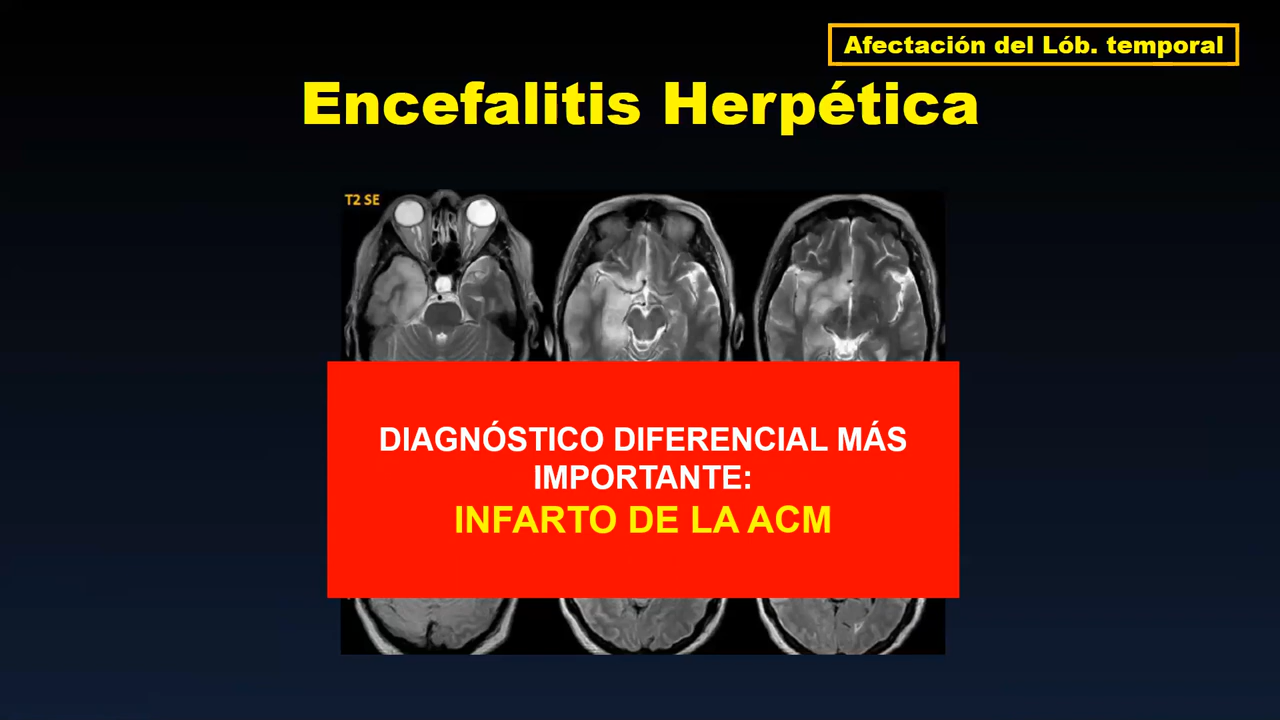 Afectación del Lób. temporal
Encefalitis Herpética
T2 SE
DIAGNÓSTICO DIFERENCIAL MÁS
IMPORTANTE:
INFARTO DE LA ACM